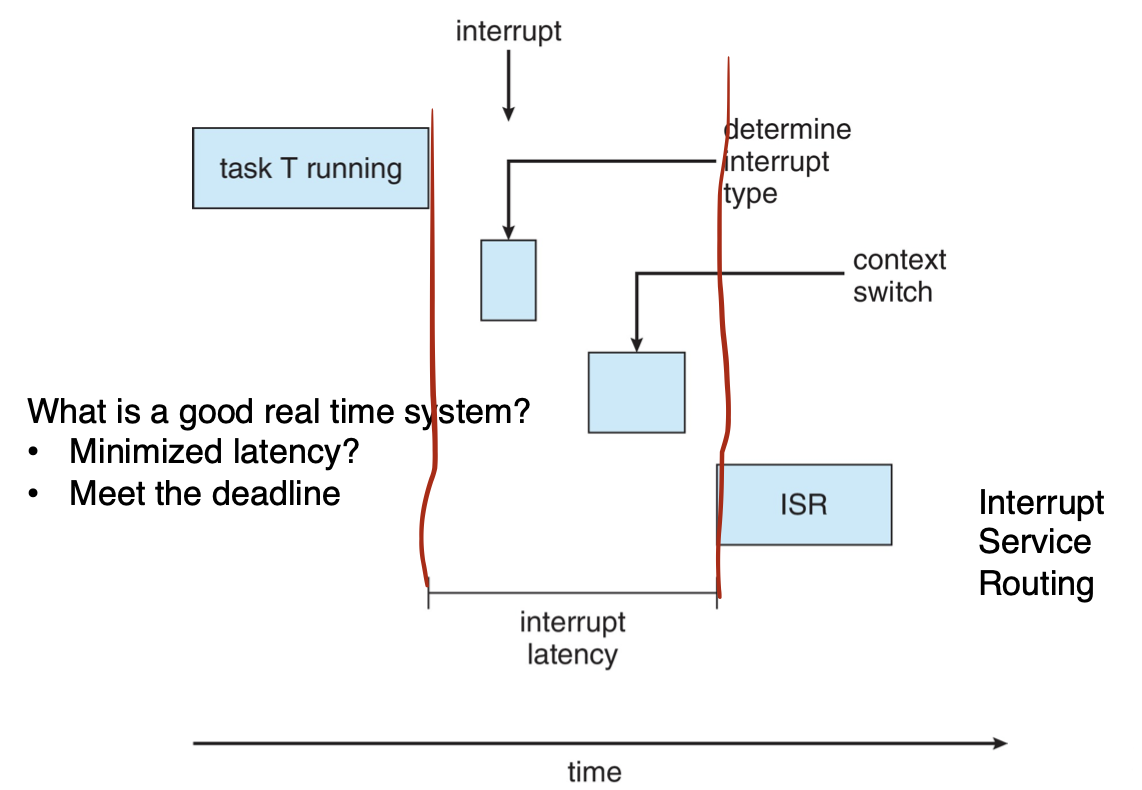 interrupt
task T running
determine
interrupt
type
context
switch
What is a good real time system?
• Minimized latency?
• Meet the deadline
ISR
Interrupt
Service
Routing
interrupt
latency
time